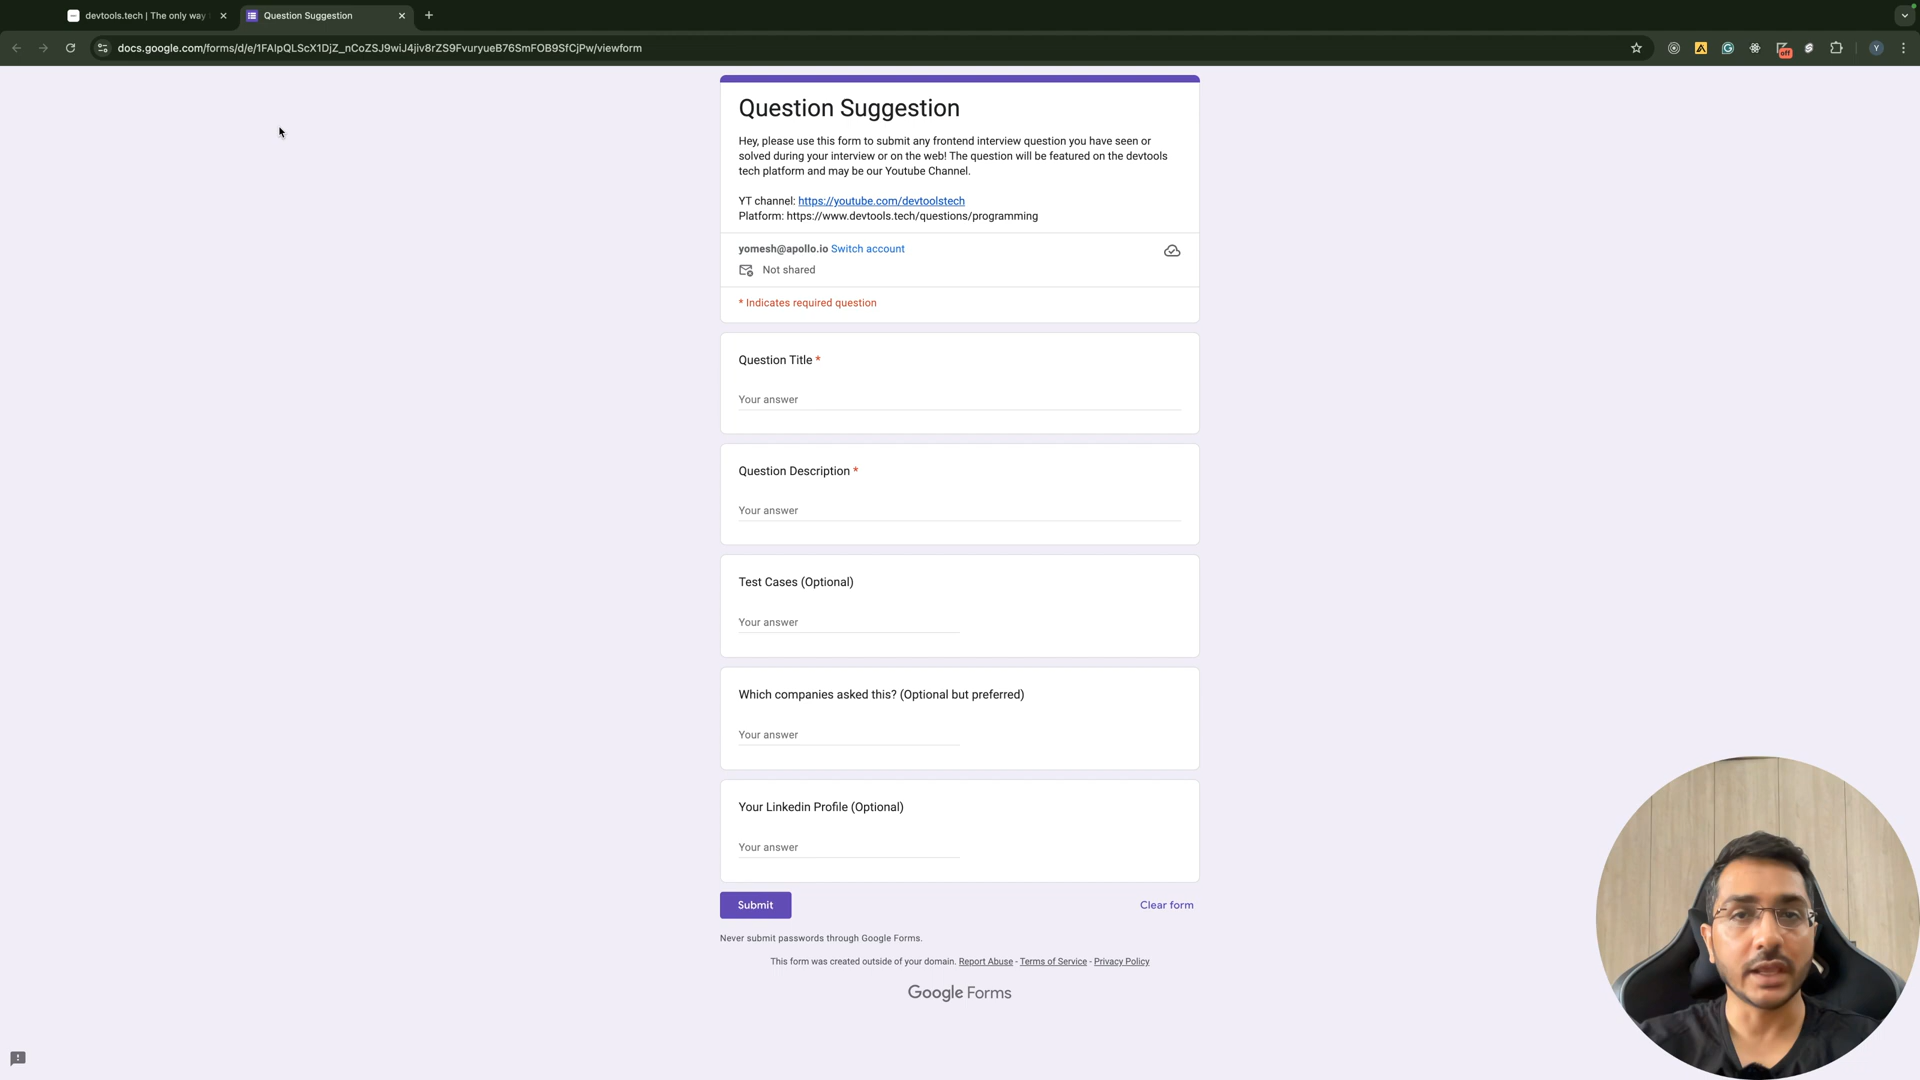 devtools.tech | The only way
Question Suggestion
docs.google.com/forms/d/e/1FAIpQLScX1DjZ_nCoZSJ9wiJ4jiv8rZS9FvuryueB76SmFOB9SfCjPw/viewform
off
Y
Question Suggestion
Hey, please use this form to submit any frontend interview question you have seen or
solved during your interview or on the web! The question will be featured on the devtools
tech platform and may be our Youtube Channel.
YT channel: https://youtube.com/devtoolstech
Platform: https://www.devtools.tech/questions/programming
yomesh@apollo.io Switch account
Not shared
* Indicates required question
Question Title *
Your answer
Question Description *
Your answer
Test Cases (Optional)
Your answer
Which companies asked this? (Optional but preferred)
Your answer
Your Linkedin Profile (Optional)
Your answer
Submit
Clear form
Never submit passwords through Google Forms.
This form was created outside of your domain. Report Abuse - Terms of Service - Privacy Policy
Google Forms